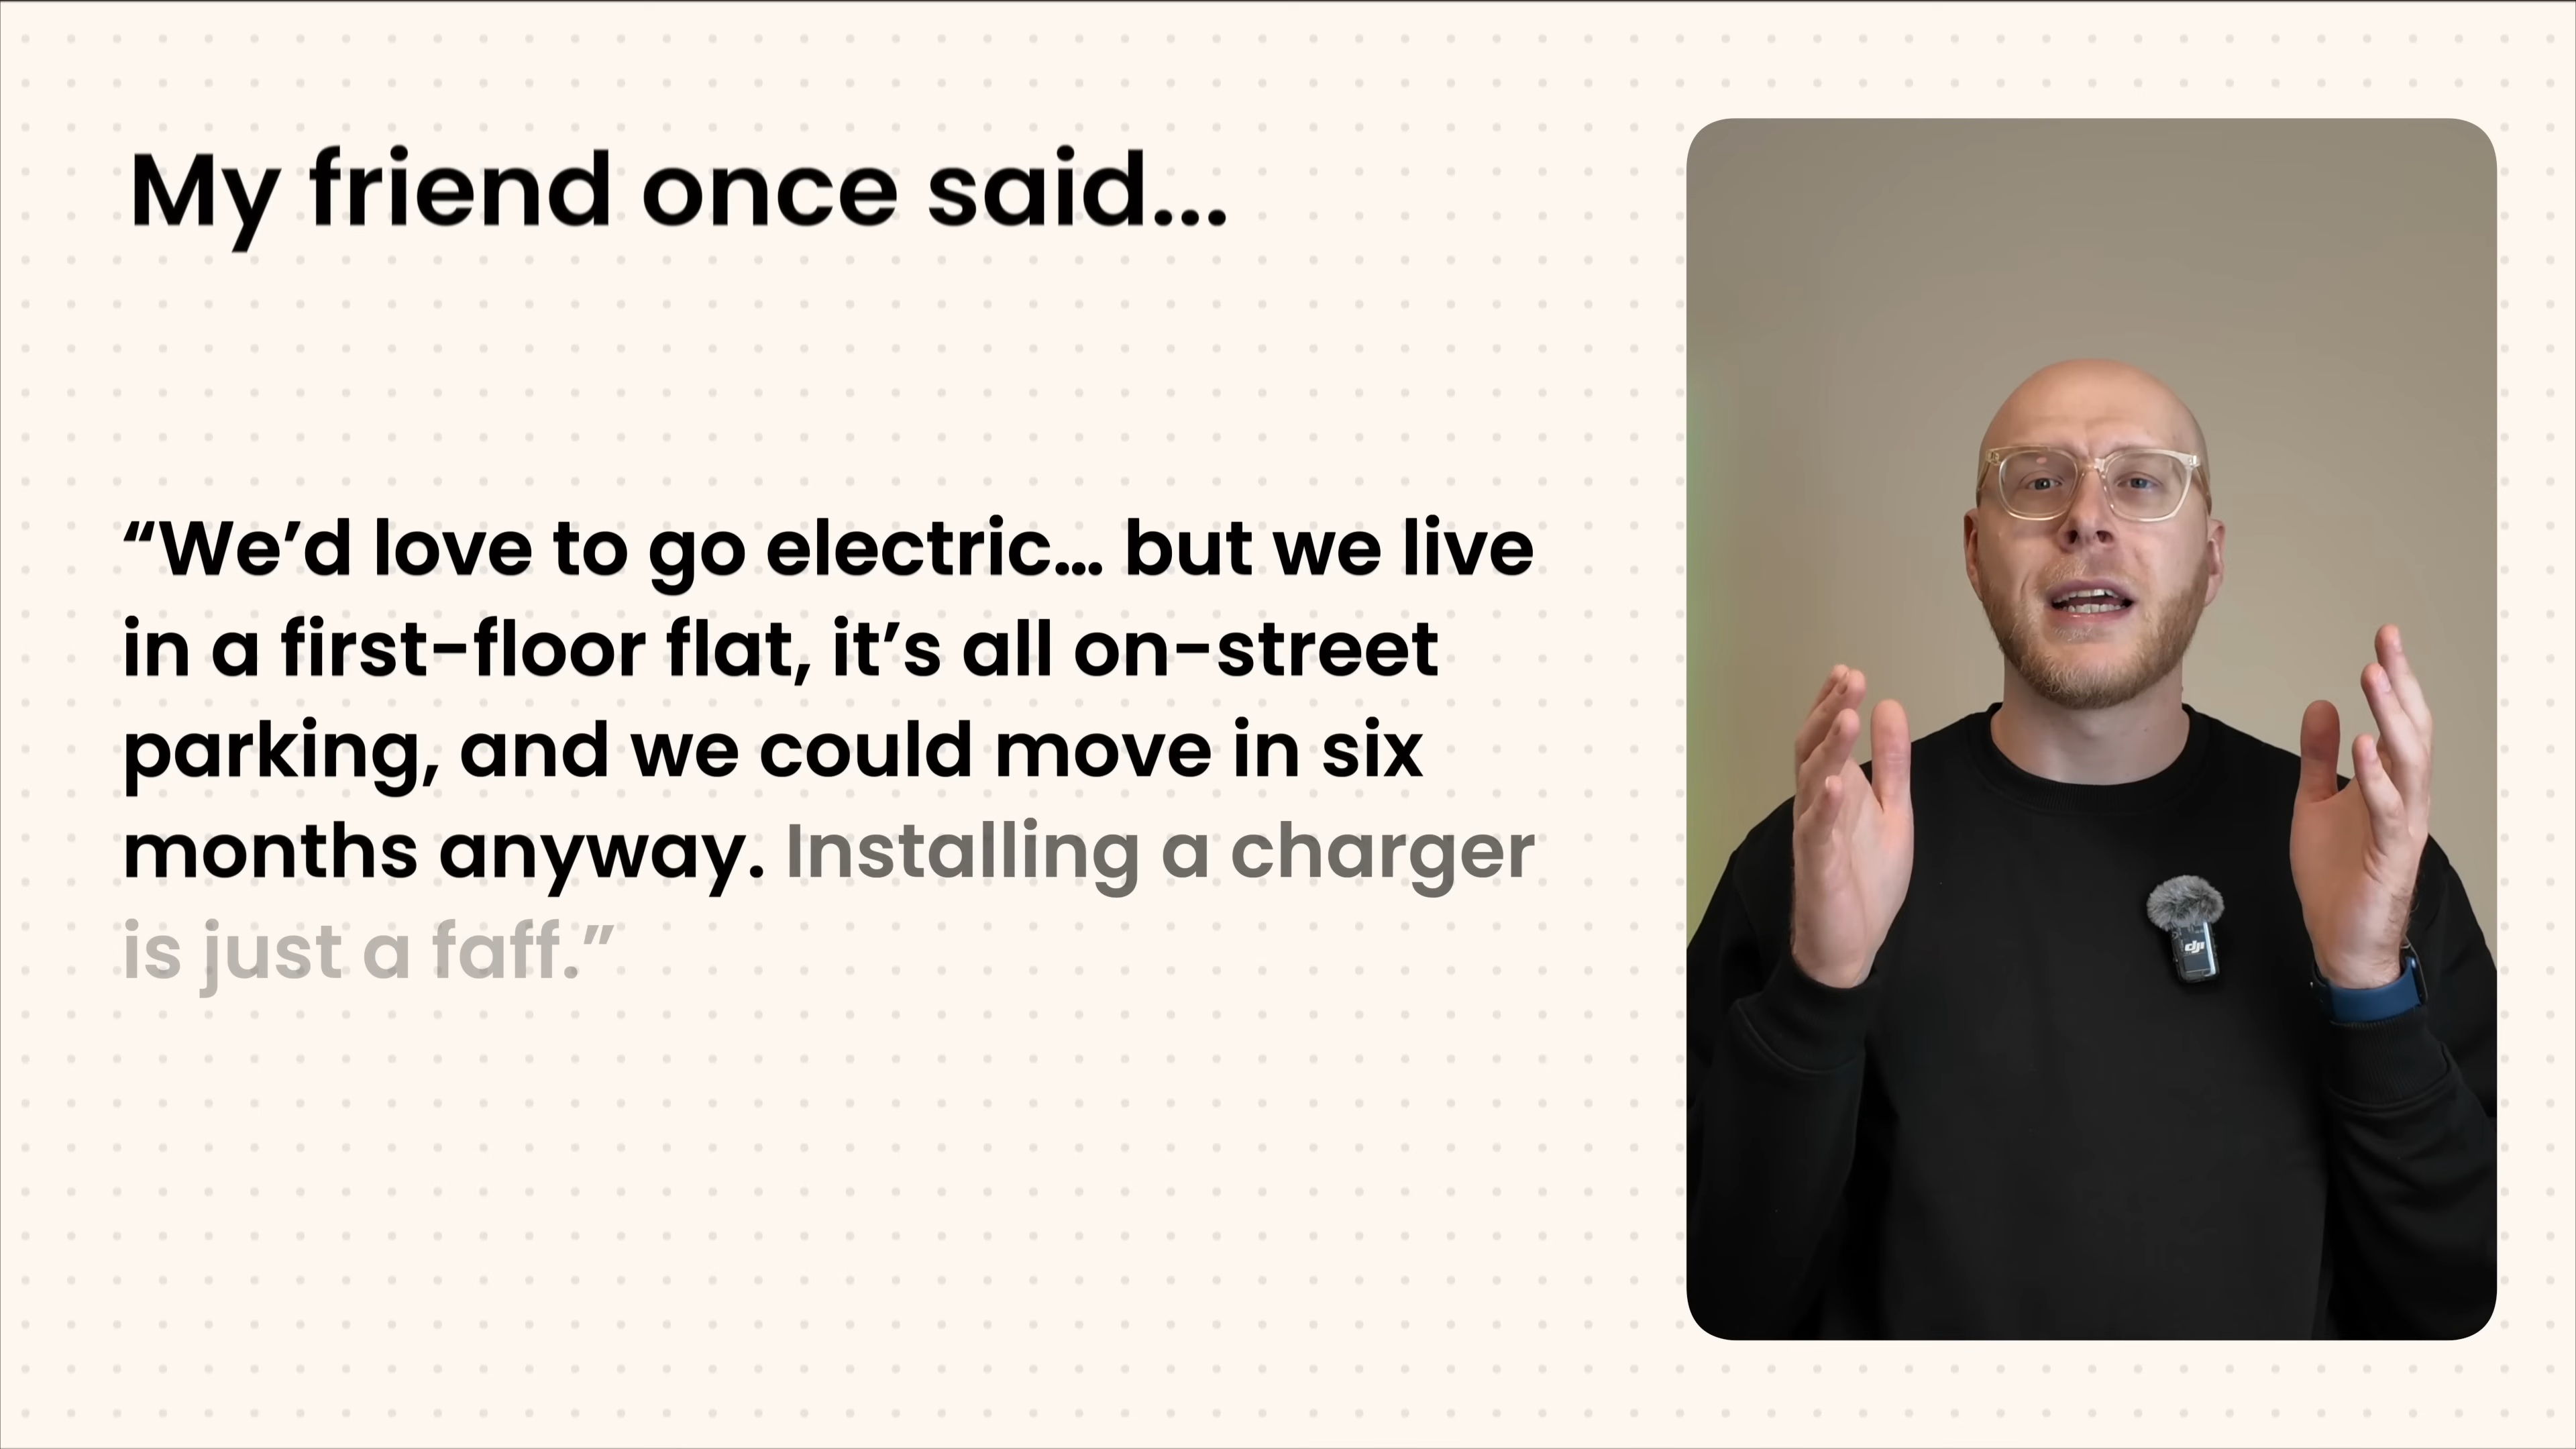 My friend once said...
“We’d love to go electric... but we live
in a first-floor flat, it’s all on-street
parking, and we could move in six
months anyway. Installing a charger
is just a faff.”
dji